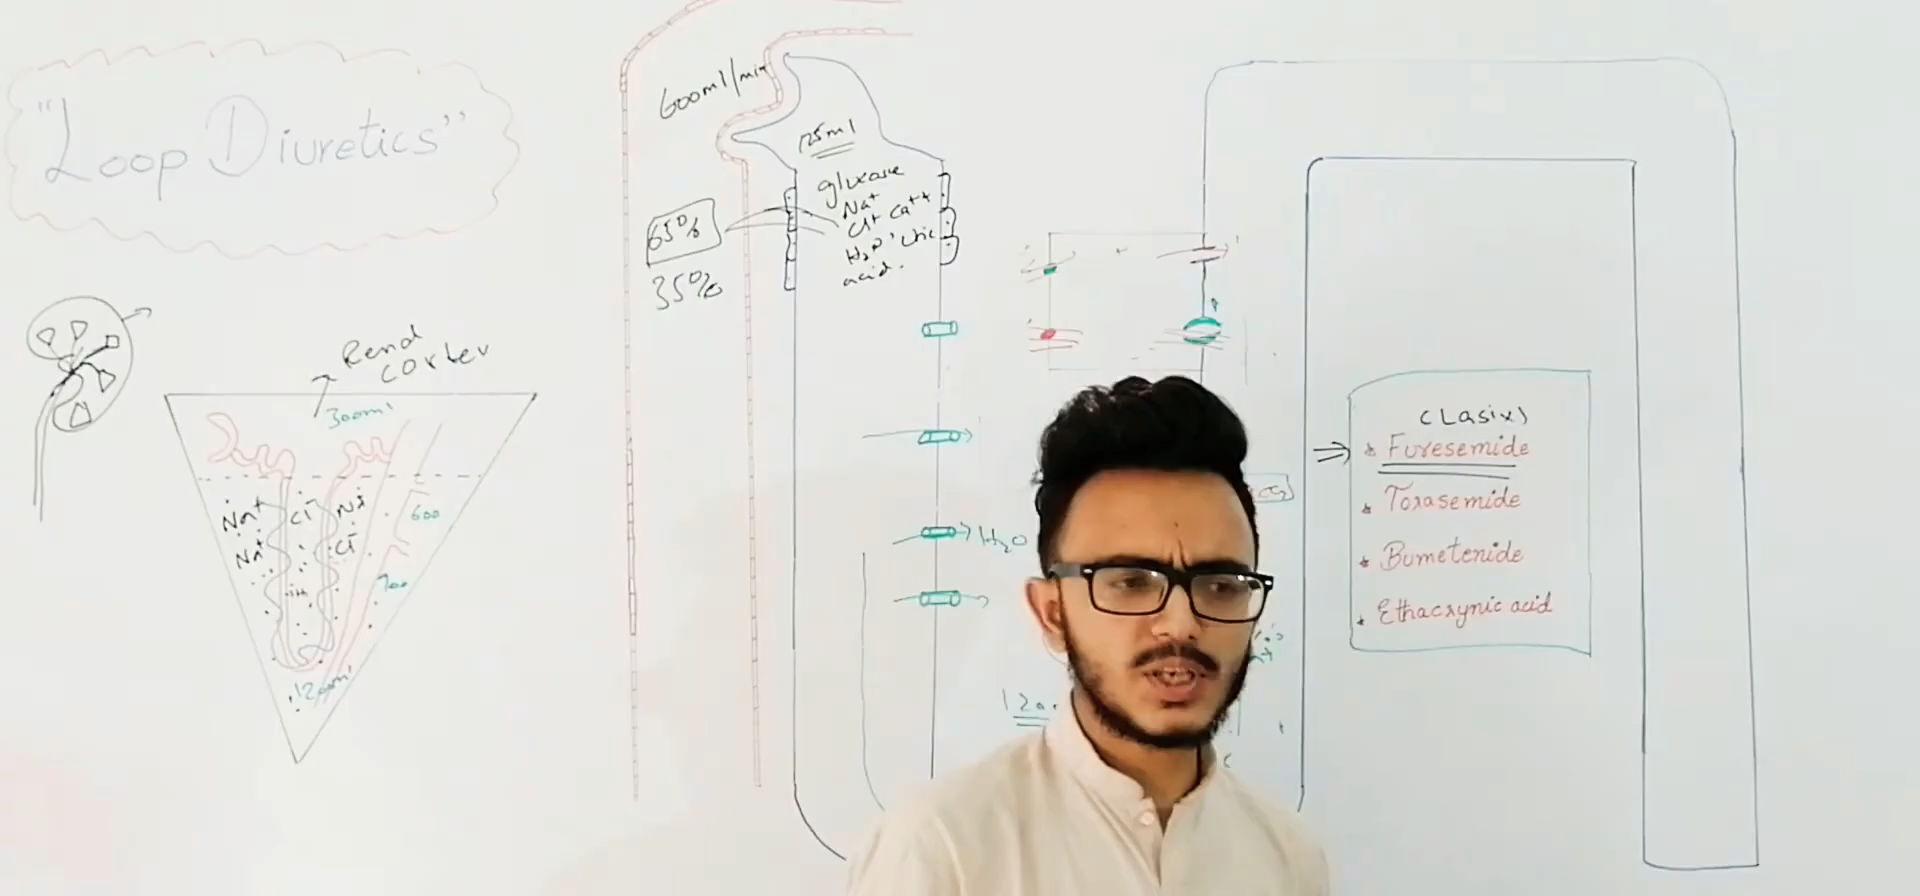 "Loop Diuretics"
Renal
cortex
300ml
Na+ Cl- Na+
Na+ Cl-
600
700
1200ml
600ml/min
125ml
glucose
Na+
Cl+ Ca++
H2O, Uric
acid.
65%
35%
H2O
(Lasix)
* Furesemide
* Torasemide
* Bumetenide
* Ethacrynic acid